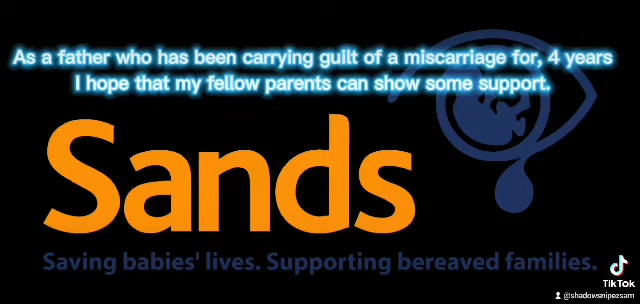 As a father who has been carrying guilt of a miscarriage for, 4 years
I hope that my fellow parents can show some support.
Sands
Saving babies' lives. Supporting bereaved families.
TikTok
@shadowsnipezsam